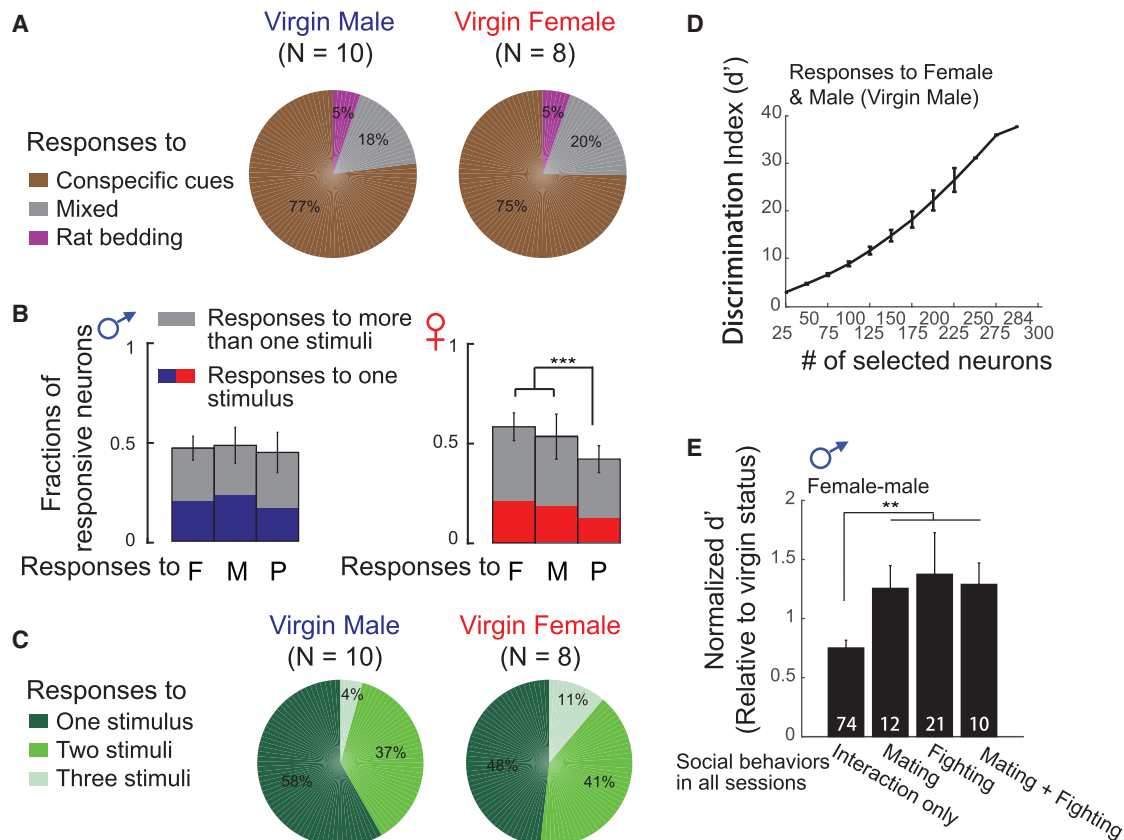 A
Virgin Male
(N = 10)
Virgin Female
(N = 8)
Responses to
Conspecific cues
Mixed
Rat bedding
5%
18%
77%
5%
20%
75%
B
Responses to more
than one stimuli
Responses to one
stimulus
Fractions of
responsive neurons
1
0.5
0
Responses to F M P
1
0.5
0
***
Responses to F M P
C
Virgin Male
(N = 10)
Virgin Female
(N = 8)
Responses to
One stimulus
Two stimuli
Three stimuli
4%
37%
58%
11%
41%
48%
D
Responses to Female
& Male (Virgin Male)
Discrimination Index (d')
40
30
20
10
0
25 50 75 100 125 150 175 200 225 250 275 284 300
# of selected neurons
E
Female-male
**
Normalized d'
(Relative to virgin status)
2
1.5
1
0.5
0
74 12 21 10
Social behaviors
in all sessions
Interaction only
Mating
Fighting
Mating + Fighting